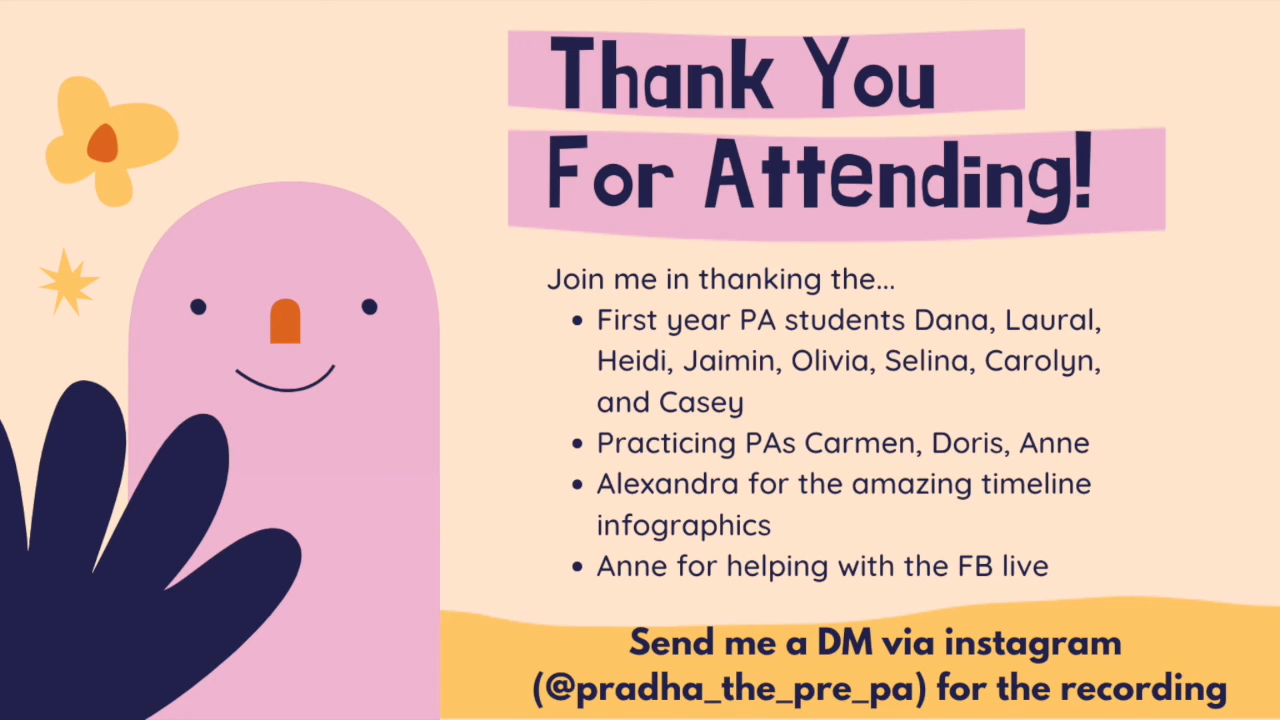 Thank You
For Attending!
Join me in thanking the...
• First year PA students Dana, Laural,
Heidi, Jaimin, Olivia, Selina, Carolyn,
and Casey
• Practicing PAs Carmen, Doris, Anne
• Alexandra for the amazing timeline
infographics
• Anne for helping with the FB live
Send me a DM via instagram
(@pradha_the_pre_pa) for the recording